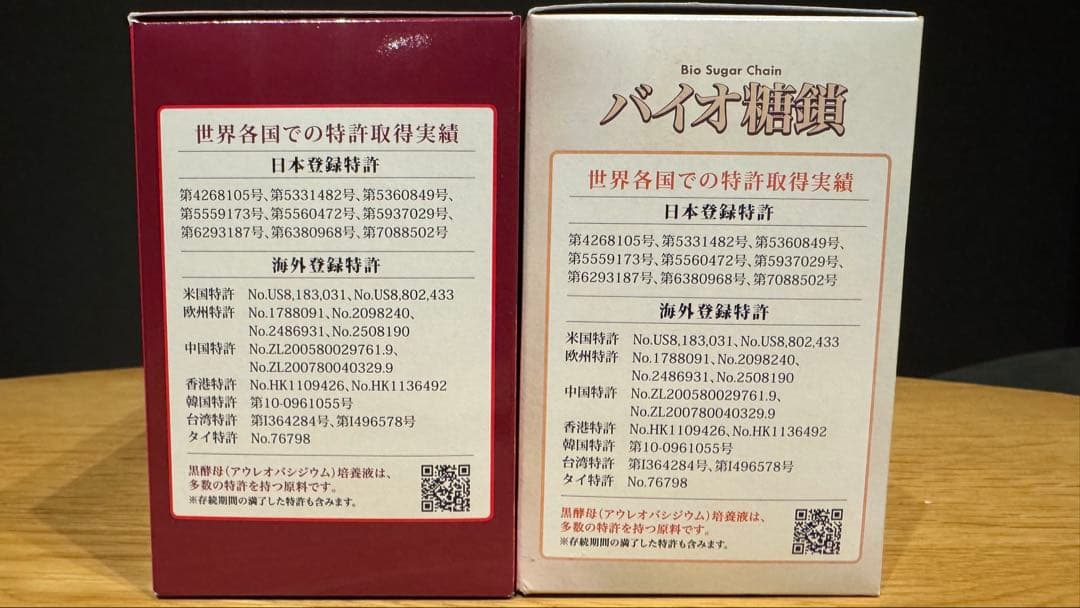 世界各国での特許取得実績
日本登録特許
第4268105号、第5331482号、第5360849号、
第5559173号、第5560472号、第5937029号、
第6293187号、第6380968号、第7088502号
海外登録特許
米国特許 No.US8,183,031、No.US8,802,433
欧州特許 No.1788091、No.2098240、
No.2486931、No.2508190
中国特許 No.ZL200580029761.9、
No.ZL200780040329.9
香港特許 No.HK1109426、No.HK1136492
韓国特許 第10-0961055号
台湾特許 第I364284号、第I496578号
タイ特許 No.76798
黒酵母(アウレオバシジウム)培養液は、
多数の特許を持つ原料です。
※存続期間の満了した特許も含みます。
Bio Sugar Chain
バイオ糖鎖
世界各国での特許取得実績
日本登録特許
第4268105号、第5331482号、第5360849号、
第5559173号、第5560472号、第5937029号、
第6293187号、第6380968号、第7088502号
海外登録特許
米国特許 No.US8,183,031、No.US8,802,433
欧州特許 No.1788091、No.2098240、
No.2486931、No.2508190
中国特許 No.ZL200580029761.9、
No.ZL200780040329.9
香港特許 No.HK1109426、No.HK1136492
韓国特許 第10-0961055号
台湾特許 第I364284号、第I496578号
タイ特許 No.76798
黒酵母(アウレオバシジウム)培養液は、
多数の特許を持つ原料です。
※存続期間の満了した特許も含みます。